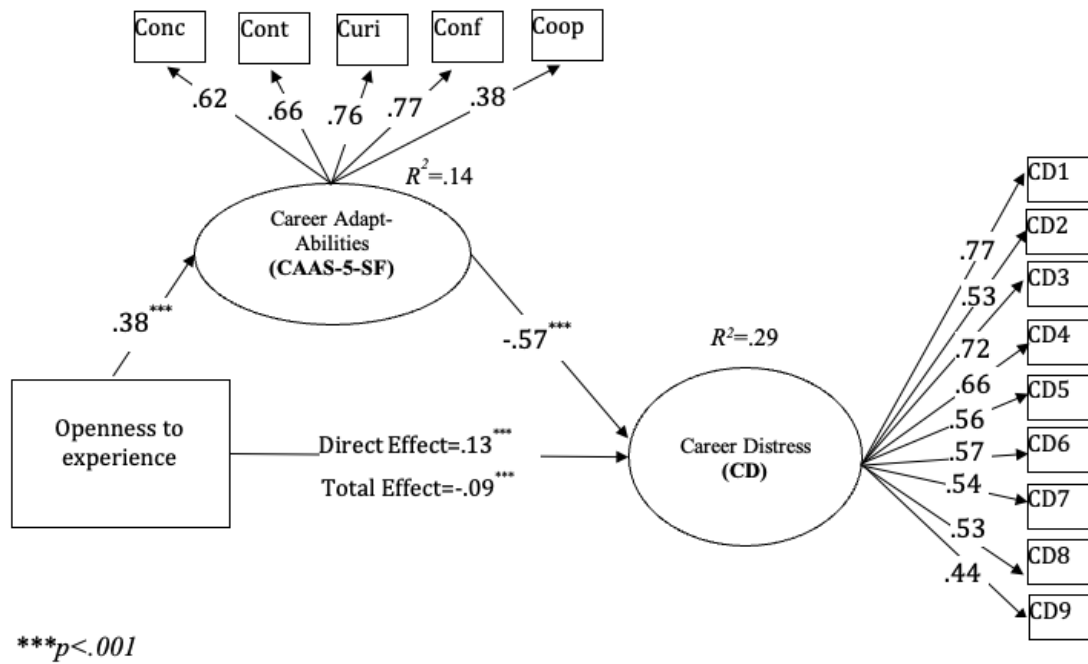 Conc
Cont
Curi
Conf
Coop
.62
.66
.76
.77
.38
R²=.14
Career Adapt-
Abilities
(CAAS-5-SF)
.38***
-.57***
Openness to
experience
Direct Effect=.13***
Total Effect=-.09***
R²=.29
Career Distress
(CD)
.77
.53
.72
.66
.56
.57
.54
.53
.44
CD1
CD2
CD3
CD4
CD5
CD6
CD7
CD8
CD9
***p<.001